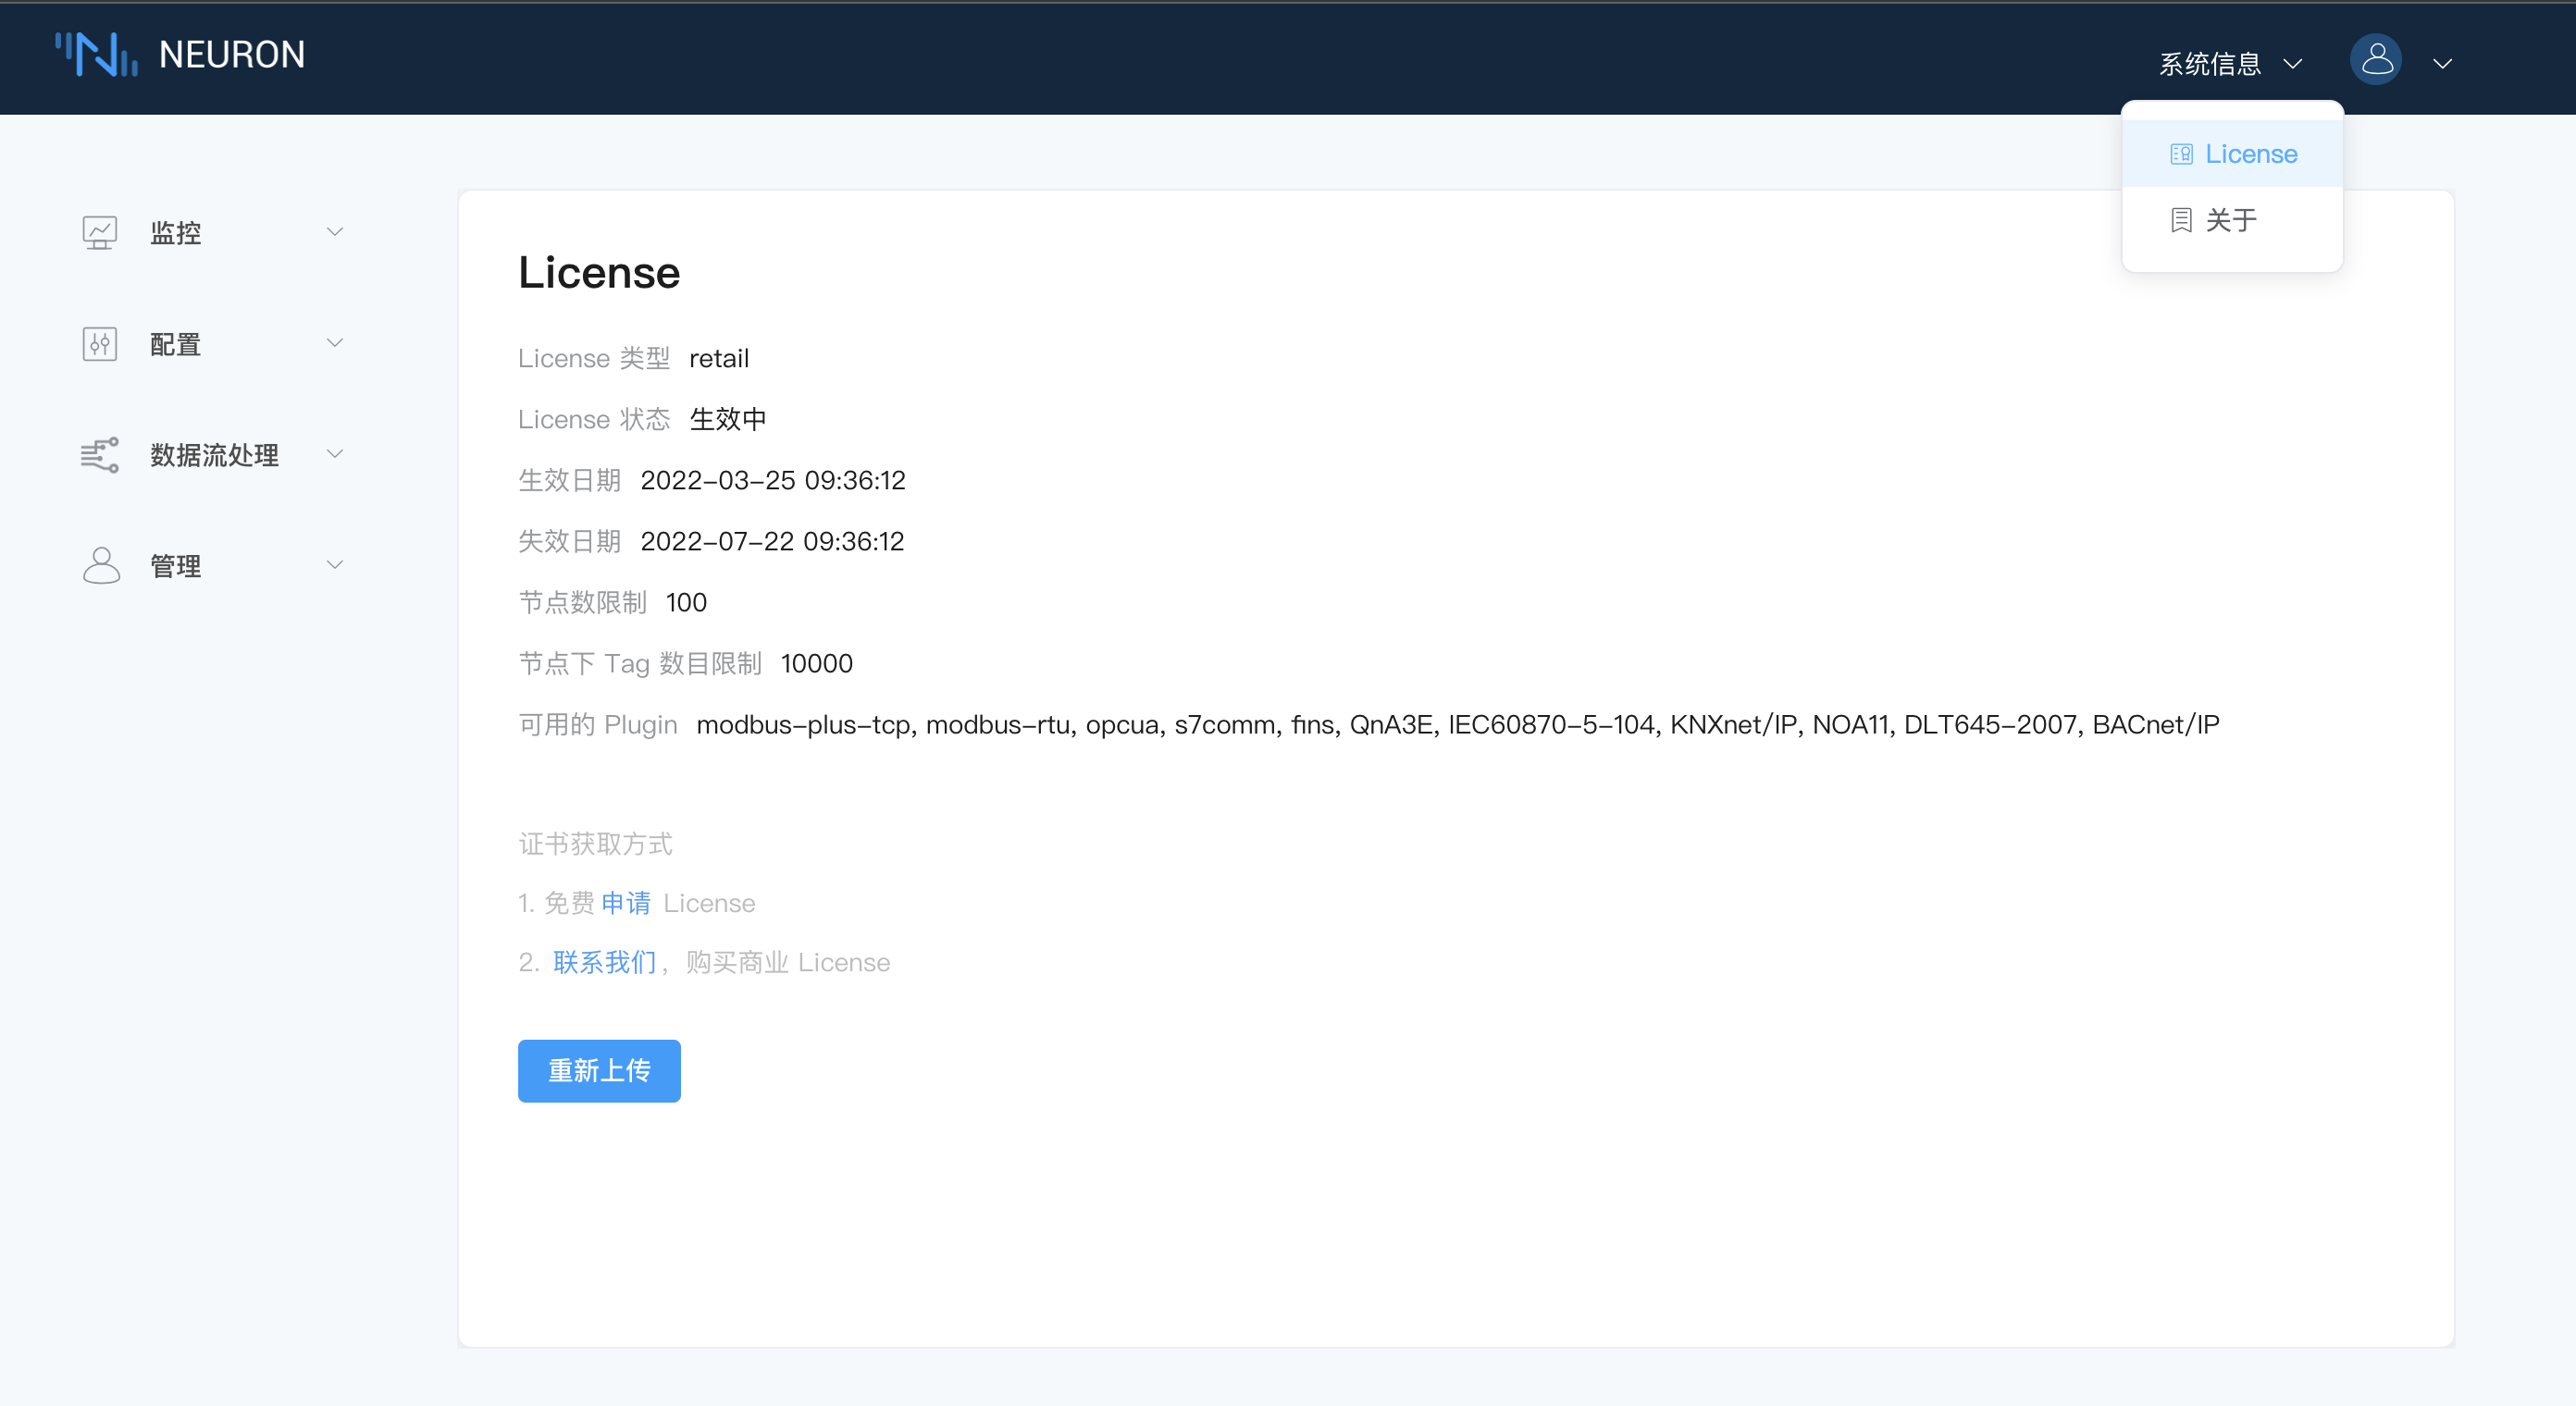 NEURON
系统信息
License
关于
监控
配置
数据流处理
管理
License
License 类型 retail
License 状态 生效中
生效日期 2022-03-25 09:36:12
失效日期 2022-07-22 09:36:12
节点数限制 100
节点下 Tag 数目限制 10000
可用的 Plugin modbus-plus-tcp, modbus-rtu, opcua, s7comm, fins, QnA3E, IEC60870-5-104, KNXnet/IP, NOA11, DLT645-2007, BACnet/IP
证书获取方式
1. 免费 申请 License
2. 联系我们，购买商业 License
重新上传